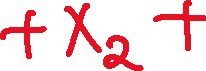 + X₂ +